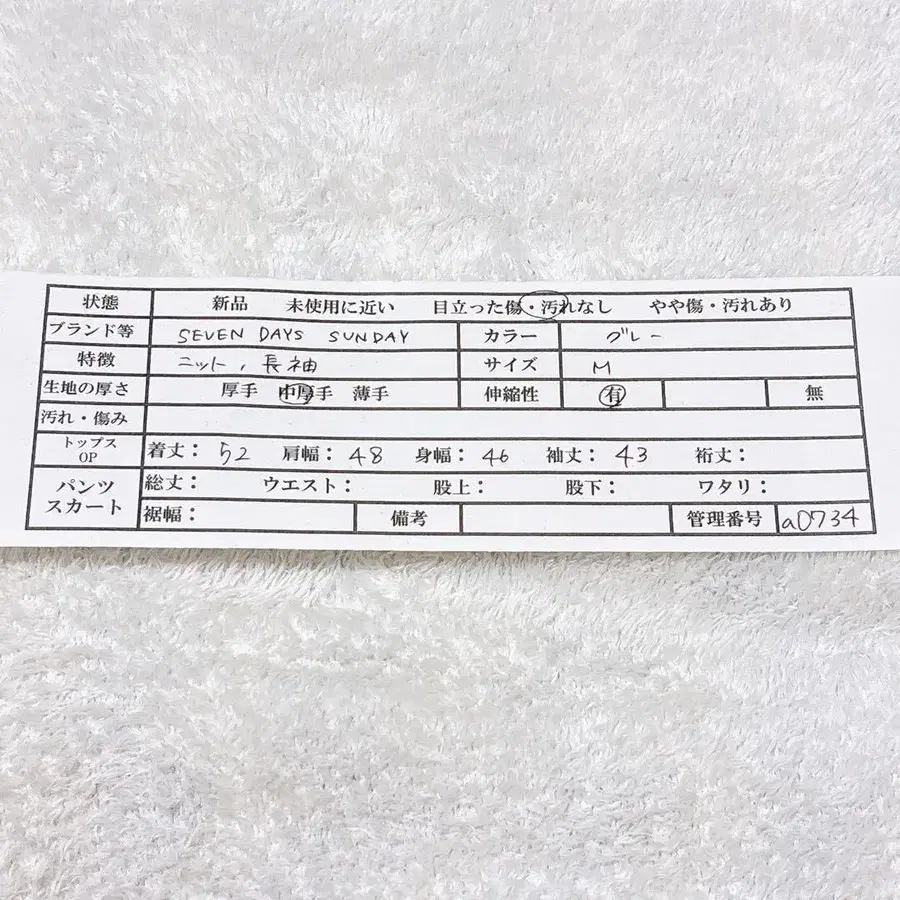 状態 新品 未使用に近い 目立った傷・汚れなし やや傷・汚れあり
ブランド等 SEVEN DAYS SUNDAY カラー グレー
特徴 ニット, 長袖 サイズ M
生地の厚さ 厚手 中厚手 薄手 伸縮性 有 無
汚れ・傷み
トップス OP 着丈: 52 肩幅: 48 身幅: 46 袖丈: 43 裄丈:
パンツ スカート 総丈: ウエスト: 股上: 股下: ワタリ:
裾幅: 備考 管理番号 a0734